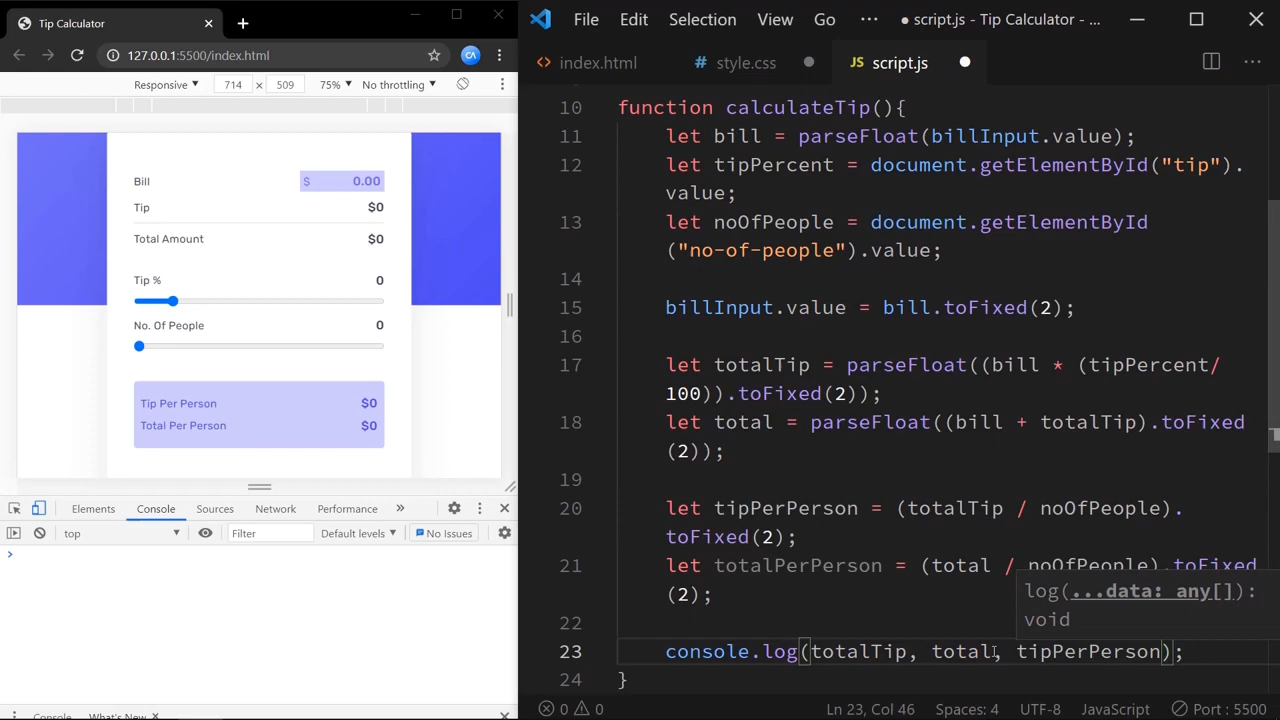 Tip Calculator
127.0.0.1:5500/index.html
CA
Responsive 714 × 509 75% No throttling
Bill $ 0.00
Tip $0
Total Amount $0
Tip % 0
No. Of People 0
Tip Per Person $0
Total Per Person $0
Elements Console Sources Network Performance »
top Filter Default levels No Issues
Console What's New
File Edit Selection View Go ··· ● script.js - Tip Calculator - ...
index.html # style.css JS script.js
10 function calculateTip(){
11 let bill = parseFloat(billInput.value);
12 let tipPercent = document.getElementById("tip").
value;
13 let noOfPeople = document.getElementById
("no-of-people").value;
14
15 billInput.value = bill.toFixed(2);
16
17 let totalTip = parseFloat((bill * (tipPercent/
100)).toFixed(2));
18 let total = parseFloat((bill + totalTip).toFixed
(2));
19
20 let tipPerPerson = (totalTip / noOfPeople).
toFixed(2);
21 let totalPerPerson = (total / noOfPeople).toFixed
(2);
log(...data: any[]):
void
22
23 console.log(totalTip, total, tipPerPerson);
24 }
0 0 Ln 23, Col 46 Spaces: 4 UTF-8 JavaScript Port : 5500